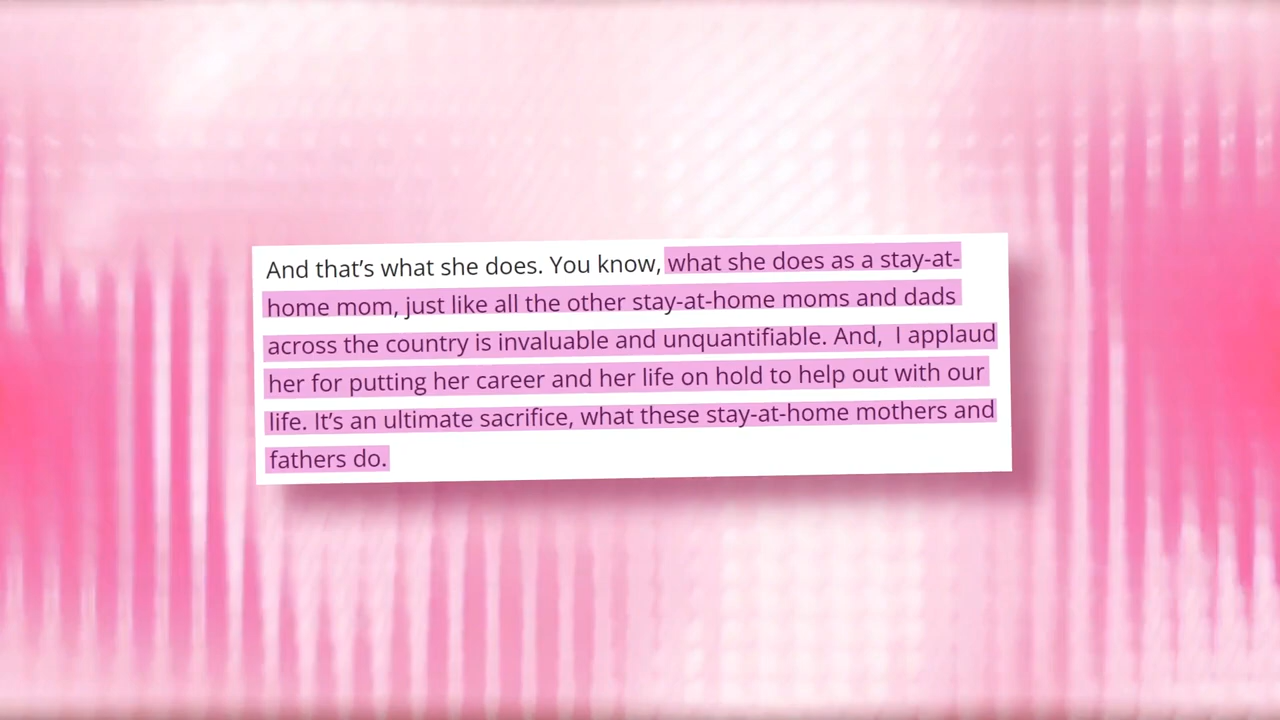 And that’s what she does. You know, what she does as a stay-at-
home mom, just like all the other stay-at-home moms and dads
across the country is invaluable and unquantifiable. And,  I applaud
her for putting her career and her life on hold to help out with our
life. It’s an ultimate sacrifice, what these stay-at-home mothers and
fathers do.